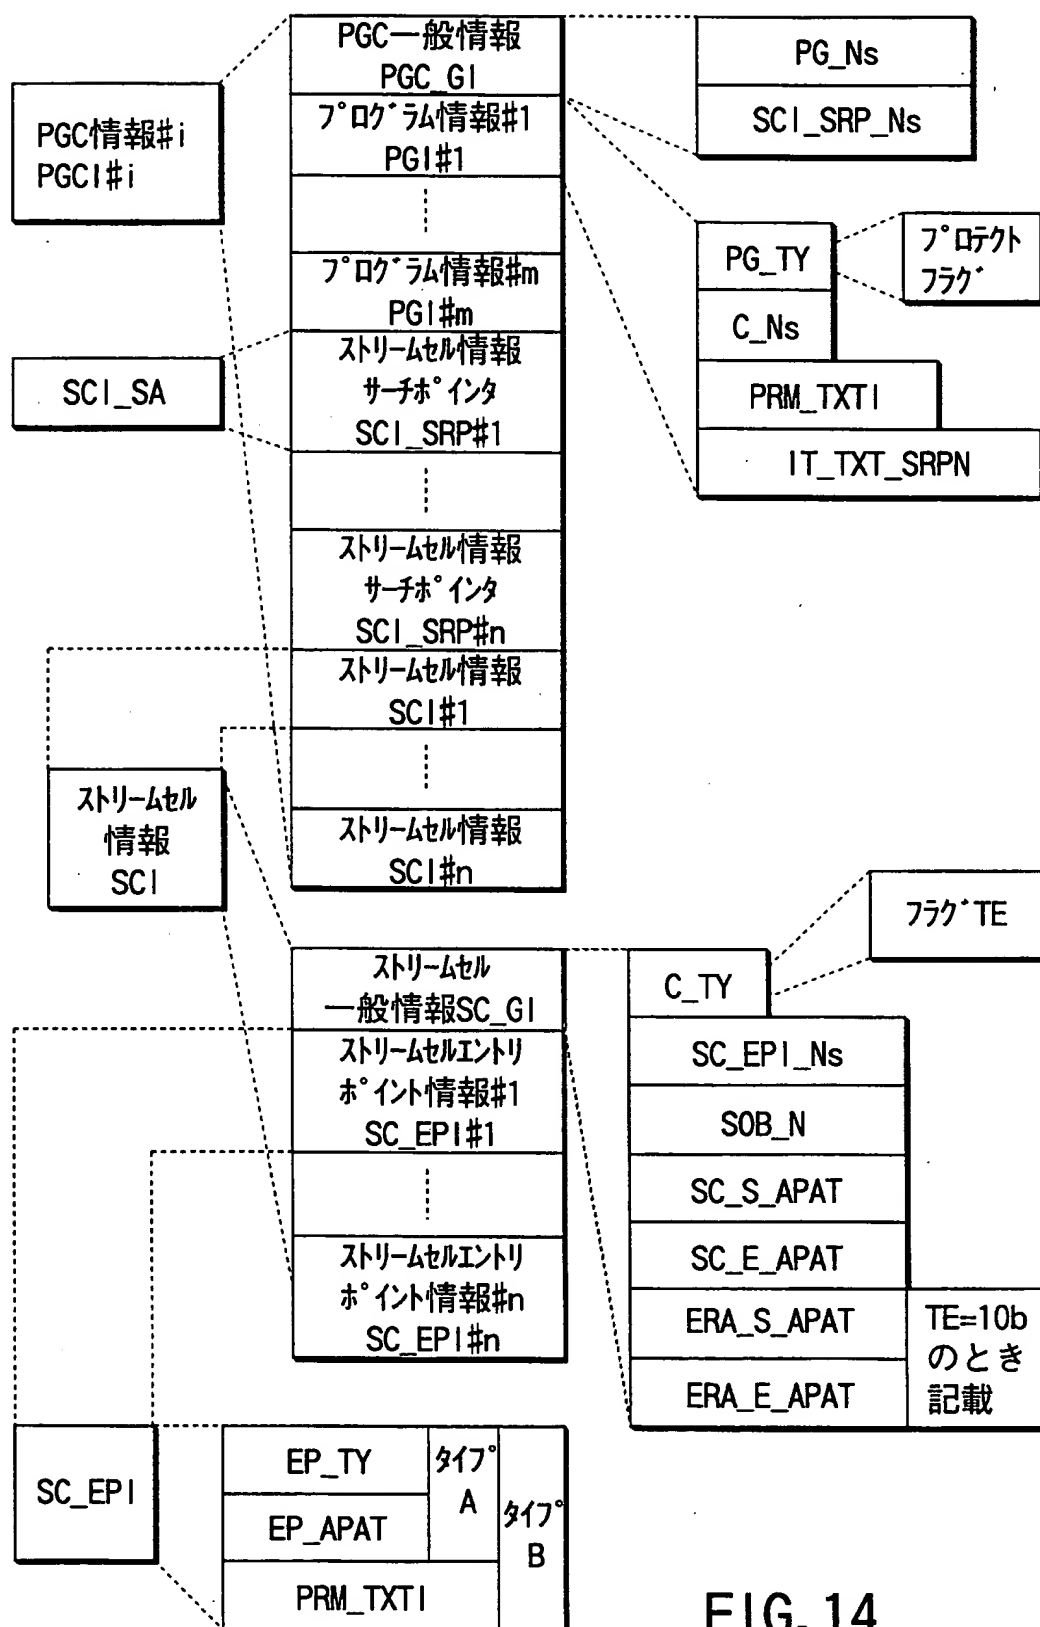 PGC情報#i
PGCI#i
PGC一般情報
PGC_GI
プログラム情報#1
PGI#1
プログラム情報#m
PGI#m
ストリームセル情報
サーチポインタ
SCI_SRP#1
ストリームセル情報
サーチポインタ
SCI_SRP#n
ストリームセル情報
SCI#1
ストリームセル情報
SCI#n
PG_Ns
SCI_SRP_Ns
PG_TY
C_Ns
PRM_TXTI
IT_TXT_SRPN
プロテクト
フラグ
SCI_SA
ストリームセル
情報
SCI
ストリームセル
一般情報SC_GI
ストリームセルエントリ
ポイント情報#1
SC_EPI#1
ストリームセルエントリ
ポイント情報#n
SC_EPI#n
C_TY
SC_EPI_Ns
SOB_N
SC_S_APAT
SC_E_APAT
ERA_S_APAT
ERA_E_APAT
フラグTE
TE=10b
のとき
記載
SC_EPI
EP_TY
EP_APAT
PRM_TXTI
タイプ
A
タイプ
B
FIG.14